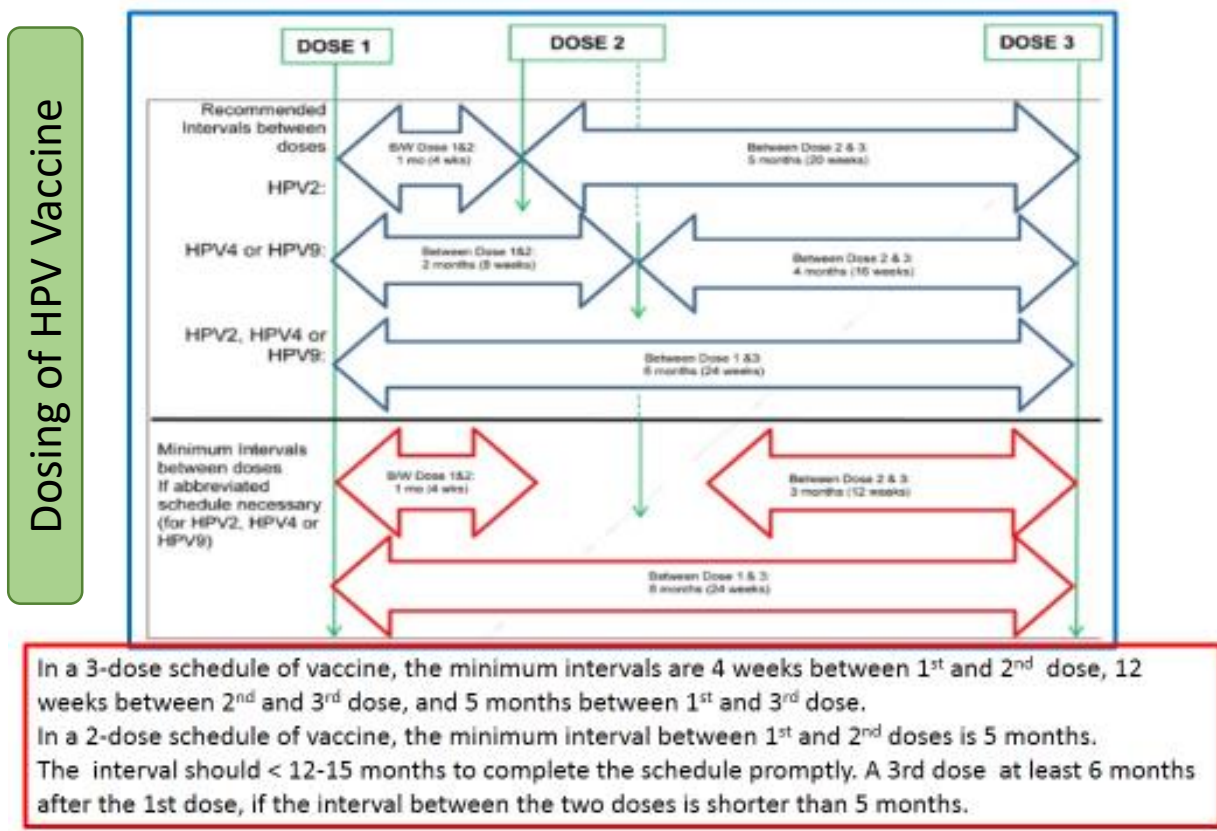 Dosing of HPV Vaccine
DOSE 1
DOSE 2
DOSE 3
Recommended
Intervals between
doses
B/W Dose 1&2:
1 mo (4 wks)
Between Dose 2 & 3:
5 months (20 weeks)
HPV2:
HPV4 or HPV9:
Between Dose 1&2:
2 months (8 weeks)
Between Dose 2 & 3:
4 months (16 weeks)
HPV2, HPV4 or
HPV9:
Between Dose 1 &3:
6 months (24 weeks)
Minimum Intervals
between doses
If abbreviated
schedule necessary
(for HPV2, HPV4 or
HPV9)
B/W Dose 1&2:
1 mo (4 wks
Between Dose 2 & 3:
3 months (12 weeks)
Between Dose 1 & 3:
months (24 weeks)
In a 3-dose schedule of vaccine, the minimum intervals are 4 weeks between 1st and 2nd dose, 12
weeks between 2nd and 3rd dose, and 5 months between 1st and 3rd dose.
In a 2-dose schedule of vaccine, the minimum interval between 1st and 2nd doses is 5 months.
The interval should < 12-15 months to complete the schedule promptly. A 3rd dose at least 6 months
after the 1st dose, if the interval between the two doses is shorter than 5 months.